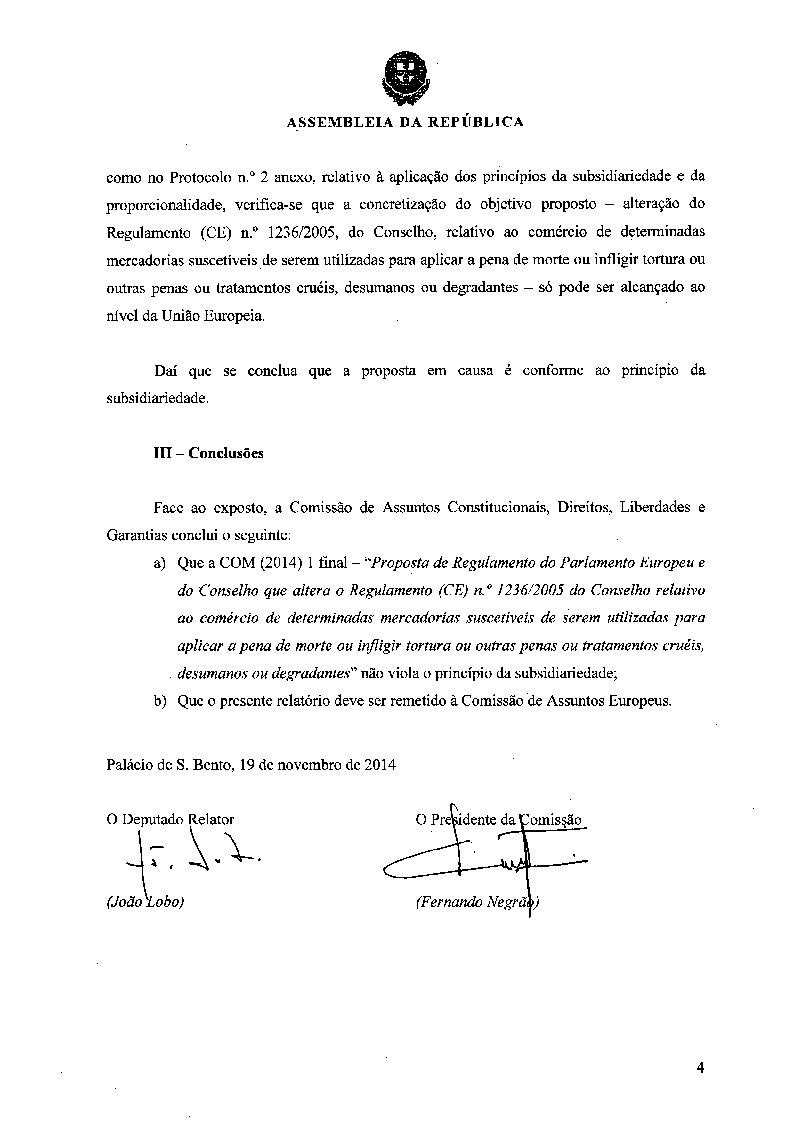 ASSEMBLEIA DA REPÚBLICA
como no Protocolo n.º 2 anexo, relativo à aplicação dos princípios da subsidiariedade e da
proporcionalidade, verifica-se que a concretização do objetivo proposto – alteração do
Regulamento (CE) n.º 1236/2005, do Conselho, relativo ao comércio de determinadas
mercadorias suscetíveis de serem utilizadas para aplicar a pena de morte ou infligir tortura ou
outras penas ou tratamentos cruéis, desumanos ou degradantes – só pode ser alcançado ao
nível da União Europeia.
Daí que se conclua que a proposta em causa é conforme ao princípio da
subsidiariedade.
III – Conclusões
Face ao exposto, a Comissão de Assuntos Constitucionais, Direitos, Liberdades e
Garantias conclui o seguinte:
a) Que a COM (2014) 1 final – “Proposta de Regulamento do Parlamento Europeu e
do Conselho que altera o Regulamento (CE) n.º 1236/2005 do Conselho relativo
ao comércio de determinadas mercadorias suscetíveis de serem utilizadas para
aplicar a pena de morte ou infligir tortura ou outras penas ou tratamentos cruéis,
desumanos ou degradantes” não viola o princípio da subsidiariedade;
b) Que o presente relatório deve ser remetido à Comissão de Assuntos Europeus.
Palácio de S. Bento, 19 de novembro de 2014
O Deputado Relator O Presidente da Comissão
(João Lobo) (Fernando Negrão)
4